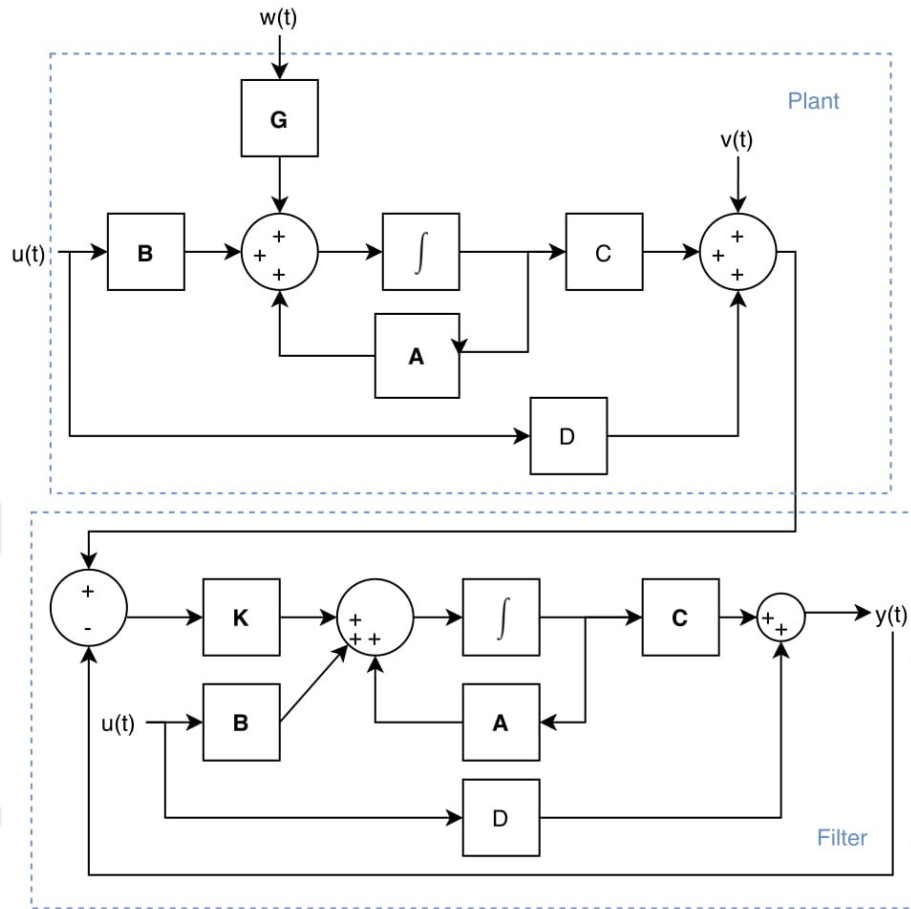 w(t)
Plant
G
v(t)
+
+
u(t)
B
+
∫
C
+
+
+
A
D
+
K
+
∫
C
+
y(t)
-
+ +
+
u(t)
B
A
D
Filter